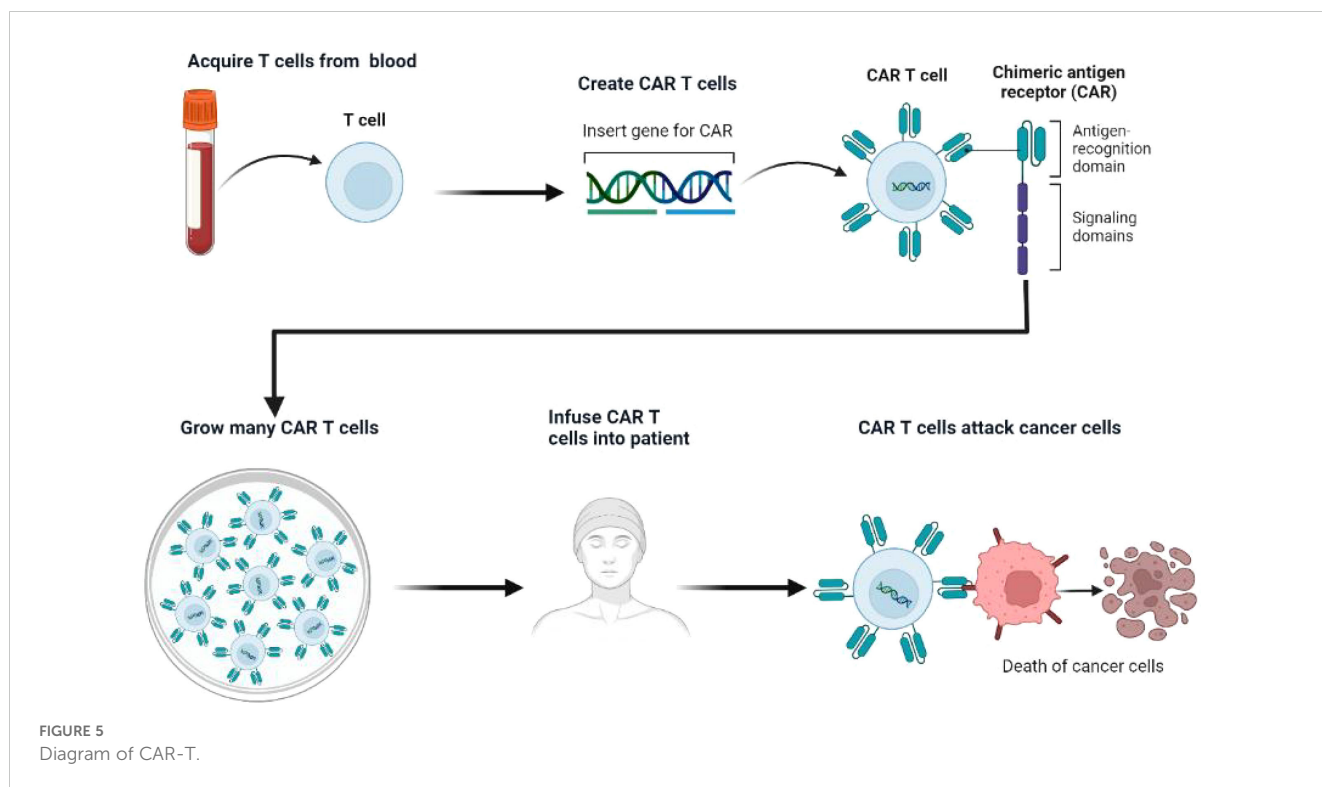 Acquire T cells from blood
T cell
Create CAR T cells
Insert gene for CAR
CAR T cell
Chimeric antigen
receptor (CAR)
Antigen-
recognition
domain
Signaling
domains
Grow many CAR T cells
Infuse CAR T
cells into patient
CAR T cells attack cancer cells
Death of cancer cells
FIGURE 5
Diagram of CAR-T.